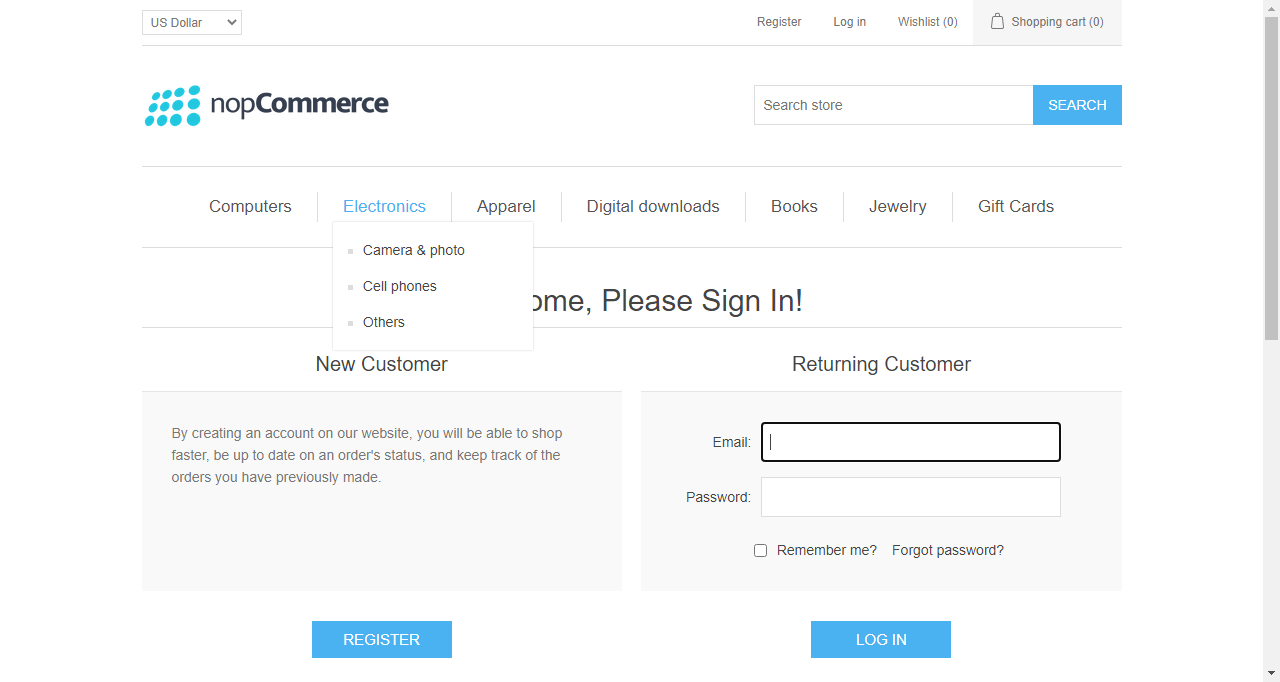 US Dollar
Register
Log in
Wishlist (0)
Shopping cart (0)
nopCommerce
Search store
SEARCH
Computers
Electronics
Apparel
Digital downloads
Books
Jewelry
Gift Cards
Camera & photo
Cell phones
Others
ome, Please Sign In!
New Customer
By creating an account on our website, you will be able to shop
faster, be up to date on an order's status, and keep track of the
orders you have previously made.
REGISTER
Returning Customer
Email:
Password:
Remember me?
Forgot password?
LOG IN